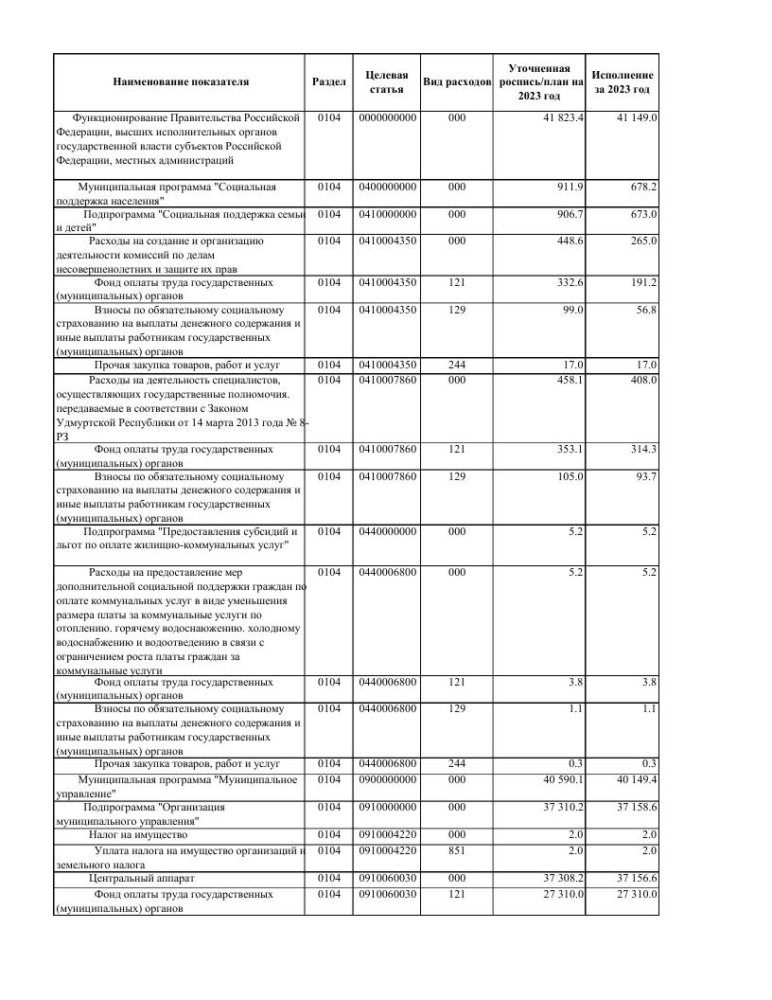 Наименование показателя Раздел Целевая статья Вид расходов Уточненная роспись/план на 2023 год Исполнение за 2023 год
Функционирование Правительства Российской 0104 0000000000 000 41 823.4 41 149.0
Федерации, высших исполнительных органов
государственной власти субъектов Российской
Федерации, местных администраций
Муниципальная программа "Социальная 0104 0400000000 000 911.9 678.2
поддержка населения"
Подпрограмма "Социальная поддержка семьи 0104 0410000000 000 906.7 673.0
и детей"
Расходы на создание и организацию 0104 0410004350 000 448.6 265.0
деятельности комиссий по делам
несовершенолетних и защите их прав
Фонд оплаты труда государственных 0104 0410004350 121 332.6 191.2
(муниципальных) органов
Взносы по обязательному социальному 0104 0410004350 129 99.0 56.8
страхованию на выплаты денежного содержания и
иные выплаты работникам государственных
(муниципальных) органов
Прочая закупка товаров, работ и услуг 0104 0410004350 244 17.0 17.0
Расходы на деятельность специалистов, 0104 0410007860 000 458.1 408.0
осуществляющих государственные полномочия.
передаваемые в соответствии с Законом
Удмуртской Республики от 14 марта 2013 года № 8-
РЗ
Фонд оплаты труда государственных 0104 0410007860 121 353.1 314.3
(муниципальных) органов
Взносы по обязательному социальному 0104 0410007860 129 105.0 93.7
страхованию на выплаты денежного содержания и
иные выплаты работникам государственных
(муниципальных) органов
Подпрограмма "Предоставления субсидий и 0104 0440000000 000 5.2 5.2
льгот по оплате жилищно-коммунальных услуг"
Расходы на предоставление мер 0104 0440006800 000 5.2 5.2
дополнительной социальной поддержки граждан по
оплате коммунальных услуг в виде уменьшения
размера платы за коммунальные услуги по
отоплению. горячему водоснаюжению. холодному
водоснабжению и водоотведению в связи с
ограничением роста платы граждан за
коммунальные услуги
Фонд оплаты труда государственных 0104 0440006800 121 3.8 3.8
(муниципальных) органов
Взносы по обязательному социальному 0104 0440006800 129 1.1 1.1
страхованию на выплаты денежного содержания и
иные выплаты работникам государственных
(муниципальных) органов
Прочая закупка товаров, работ и услуг 0104 0440006800 244 0.3 0.3
Муниципальная программа "Муниципальное 0104 0900000000 000 40 590.1 40 149.4
управление"
Подпрограмма "Организация 0104 0910000000 000 37 310.2 37 158.6
муниципального управления"
Налог на имущество 0104 0910004220 000 2.0 2.0
Уплата налога на имущество организаций и 0104 0910004220 851 2.0 2.0
земельного налога
Центральный аппарат 0104 0910060030 000 37 308.2 37 156.6
Фонд оплаты труда государственных 0104 0910060030 121 27 310.0 27 310.0
(муниципальных) органов